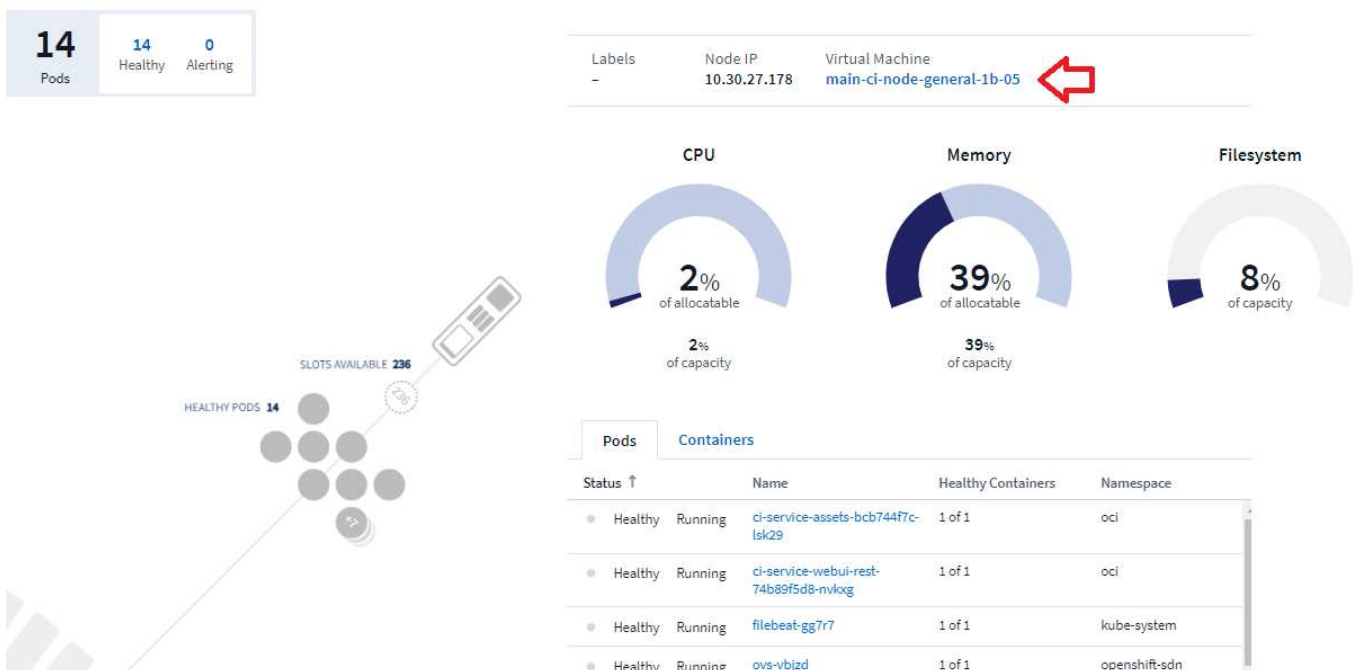 14
Pods
14
Healthy
0
Alerting
Labels
–
Node IP
10.30.27.178
Virtual Machine
main-ci-node-general-1b-05
CPU
2%
of allocatable
2%
of capacity
Memory
39%
of allocatable
39%
of capacity
Filesystem
8%
of capacity
SLOTS AVAILABLE 236
236
HEALTHY PODS 14
+7
Pods Containers
Status ↑ Name Healthy Containers Namespace
Healthy Running ci-service-assets-bcb744f7c-
lsk29 1 of 1 oci
Healthy Running ci-service-webui-rest-
74b89f5d8-nvkxg 1 of 1 oci
Healthy Running filebeat-gg7r7 1 of 1 kube-system
Healthy Running ovs-vbjzd 1 of 1 openshift-sdn